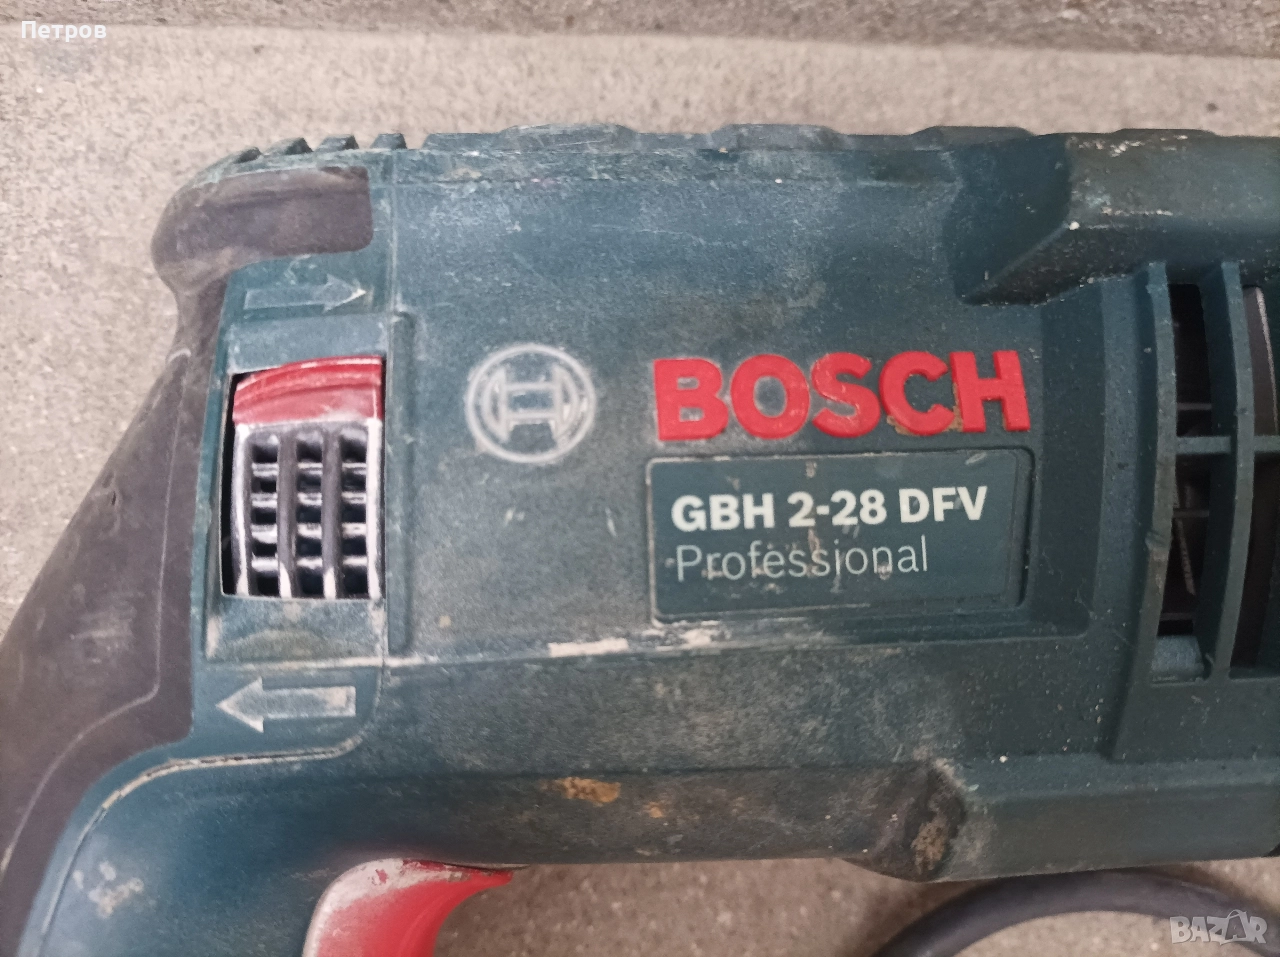 Петров
BOSCH
GBH 2-28 DFV
Professional
BAZAR